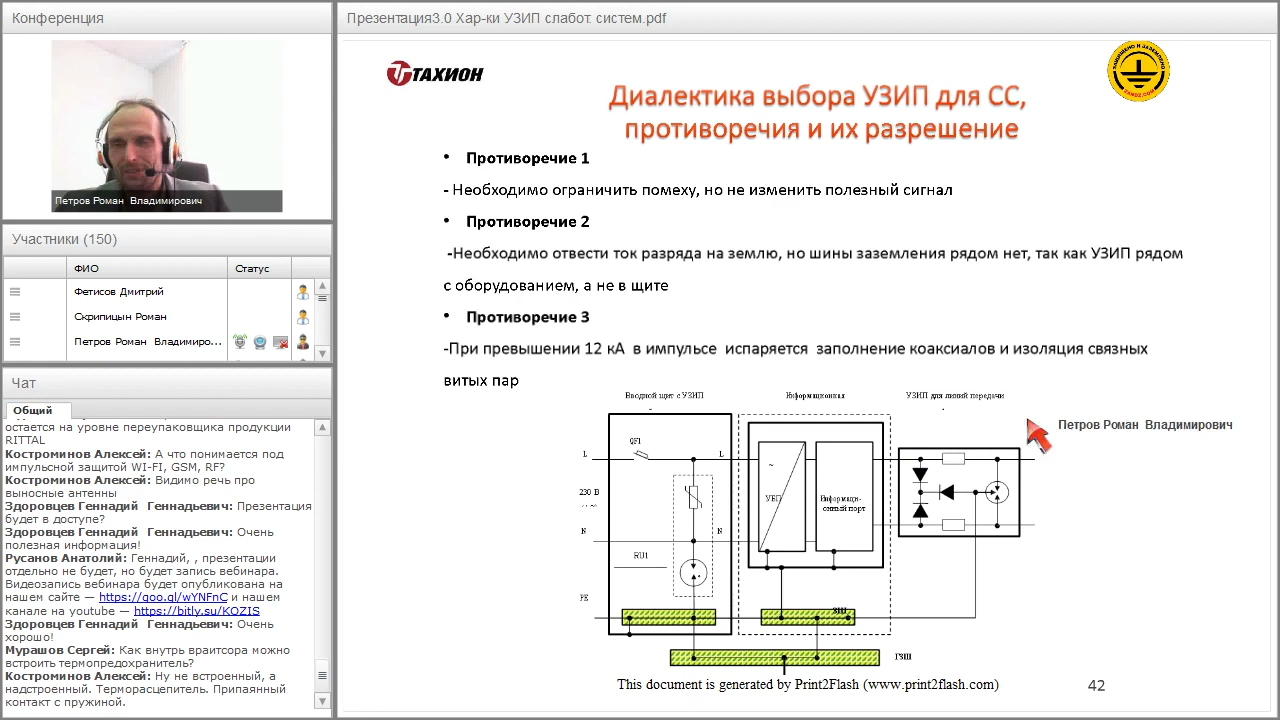 Конференция
Петров Роман Владимирович
Участники (150)
ФИО
Статус
Фетисов Дмитрий
Скрипицын Роман
Петров Роман Владимиро...
Чат
Общий
остается на уровне переупаковщика продукции
RITTAL
Костроминов Алексей: А что понимается под
импульсной защитой WI-FI, GSM, RF?
Костроминов Алексей: Видимо речь про
выносные антенны
Здоровцев Геннадий Геннадьевич: Презентация
будет в доступе?
Здоровцев Геннадий Геннадьевич: Очень
полезная информация!
Русанов Анатолий: Геннадий, , презентации
отдельно не будет, но будет запись вебинара.
Видеозапись вебинара будет опубликована на
нашем сайте — https://goo.gl/wYNFnC и нашем
канале на youtube — https://bitly.su/KOZIS
Здоровцев Геннадий Геннадьевич: Очень
хорошо!
Мурашов Сергей: Как внутрь враитсора можно
встроить термопредохранитель?
Костроминов Алексей: Ну не встроенный, а
надстроенный. Терморасцепитель. Припаянный
контакт с пружиной.
Презентация3.0 Хар-ки УЗИП слабот. систем.pdf
ТАХИОН
ЗАЩИЩЕНО И ЗАЗЕМЛЕНО
ZANDZ.COM
Диалектика выбора УЗИП для СС,
противоречия и их разрешение
• Противоречие 1
- Необходимо ограничить помеху, но не изменить полезный сигнал
• Противоречие 2
-Необходимо отвести ток разряда на землю, но шины заземления рядом нет, так как УЗИП рядом
с оборудованием, а не в щите
• Противоречие 3
-При превышении 12 кА в импульсе испаряется заполнение коаксиалов и изоляция связных
витых пар
Вводной щит с УЗИП
Информационная
УЗИП для линий передачи
Петров Роман Владимирович
QF1
L
L
230 В
N
N
RU1
PE
~
УБП
Информаци-
онный порт
ЗШ
ГЗШ
This document is generated by Print2Flash (www.print2flash.com)
42